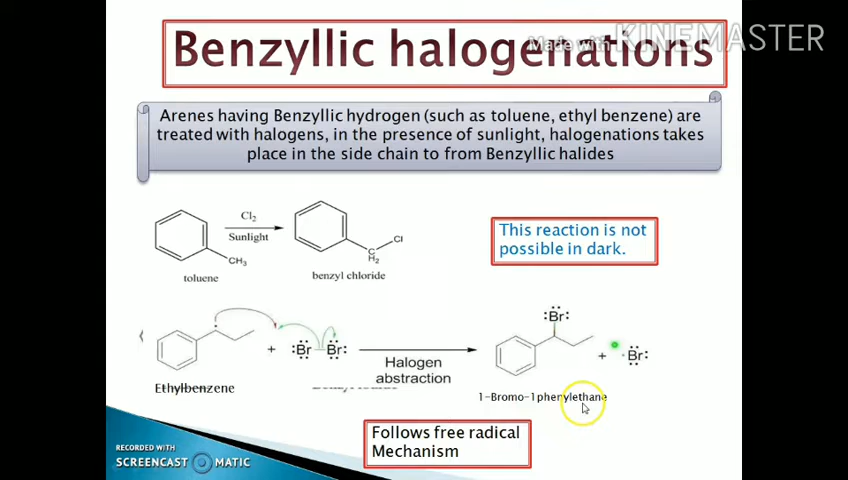 Benzyllic halogenations
Made with KINEMASTER
Arenes having Benzyllic hydrogen (such as toluene, ethyl benzene) are
treated with halogens, in the presence of sunlight, halogenations takes
place in the side chain to from Benzyllic halides
Cl2
Sunlight
CH3
toluene
Cl
C
H2
benzyl chloride
This reaction is not
possible in dark.
+ :Br Br:
Halogen
abstraction
:Br:
+ ·Br:
Ethylbenzene
1-Bromo-1phenylethane
Follows free radical
Mechanism
RECORDED WITH
SCREENCAST MATIC